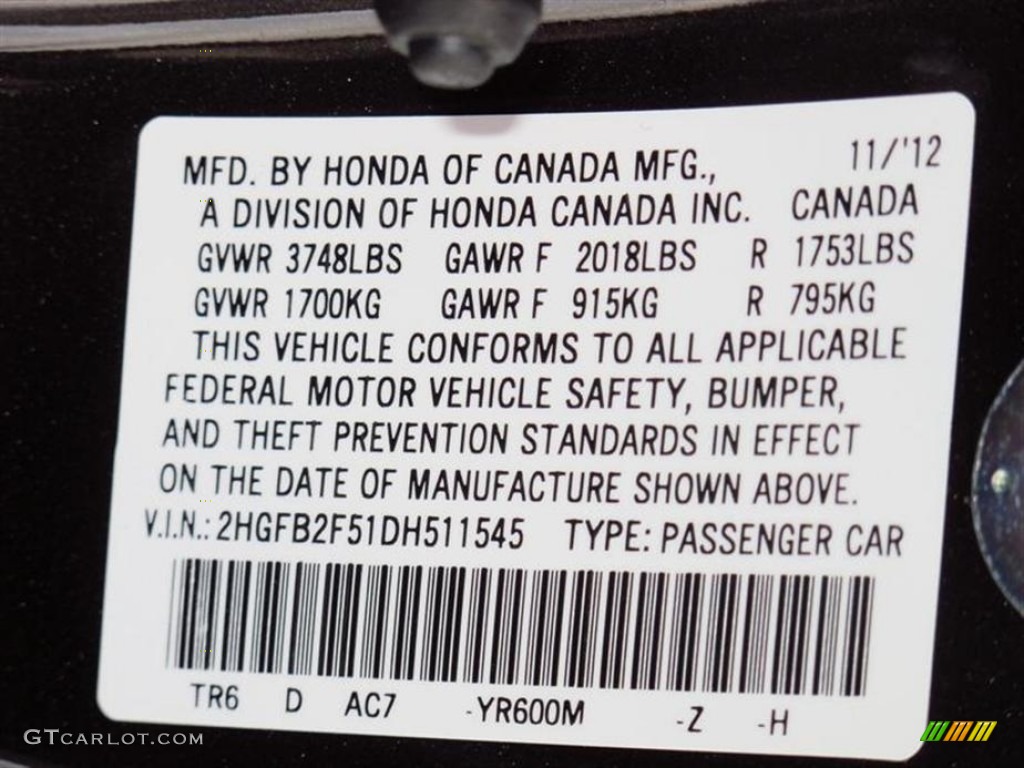 MFD. BY HONDA OF CANADA MFG., 11/'12
A DIVISION OF HONDA CANADA INC. CANADA
GVWR 3748LBS GAWR F 2018LBS R 1753LBS
GVWR 1700KG GAWR F 915KG R 795KG
THIS VEHICLE CONFORMS TO ALL APPLICABLE
FEDERAL MOTOR VEHICLE SAFETY, BUMPER,
AND THEFT PREVENTION STANDARDS IN EFFECT
ON THE DATE OF MANUFACTURE SHOWN ABOVE.
V.I.N.: 2HGFB2F51DH511545 TYPE: PASSENGER CAR
TR6 D AC7 -YR600M -Z -H
GTCARLOT.COM